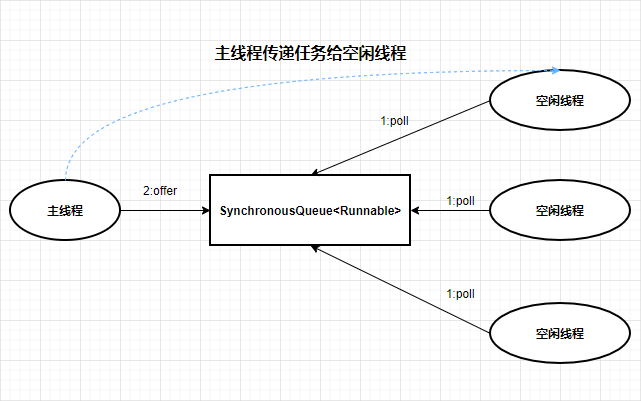 主线程传递任务给空闲线程
空闲线程
1:poll
2:offer
主线程
SynchronousQueue<Runnable>
1:poll
空闲线程
1:poll
空闲线程